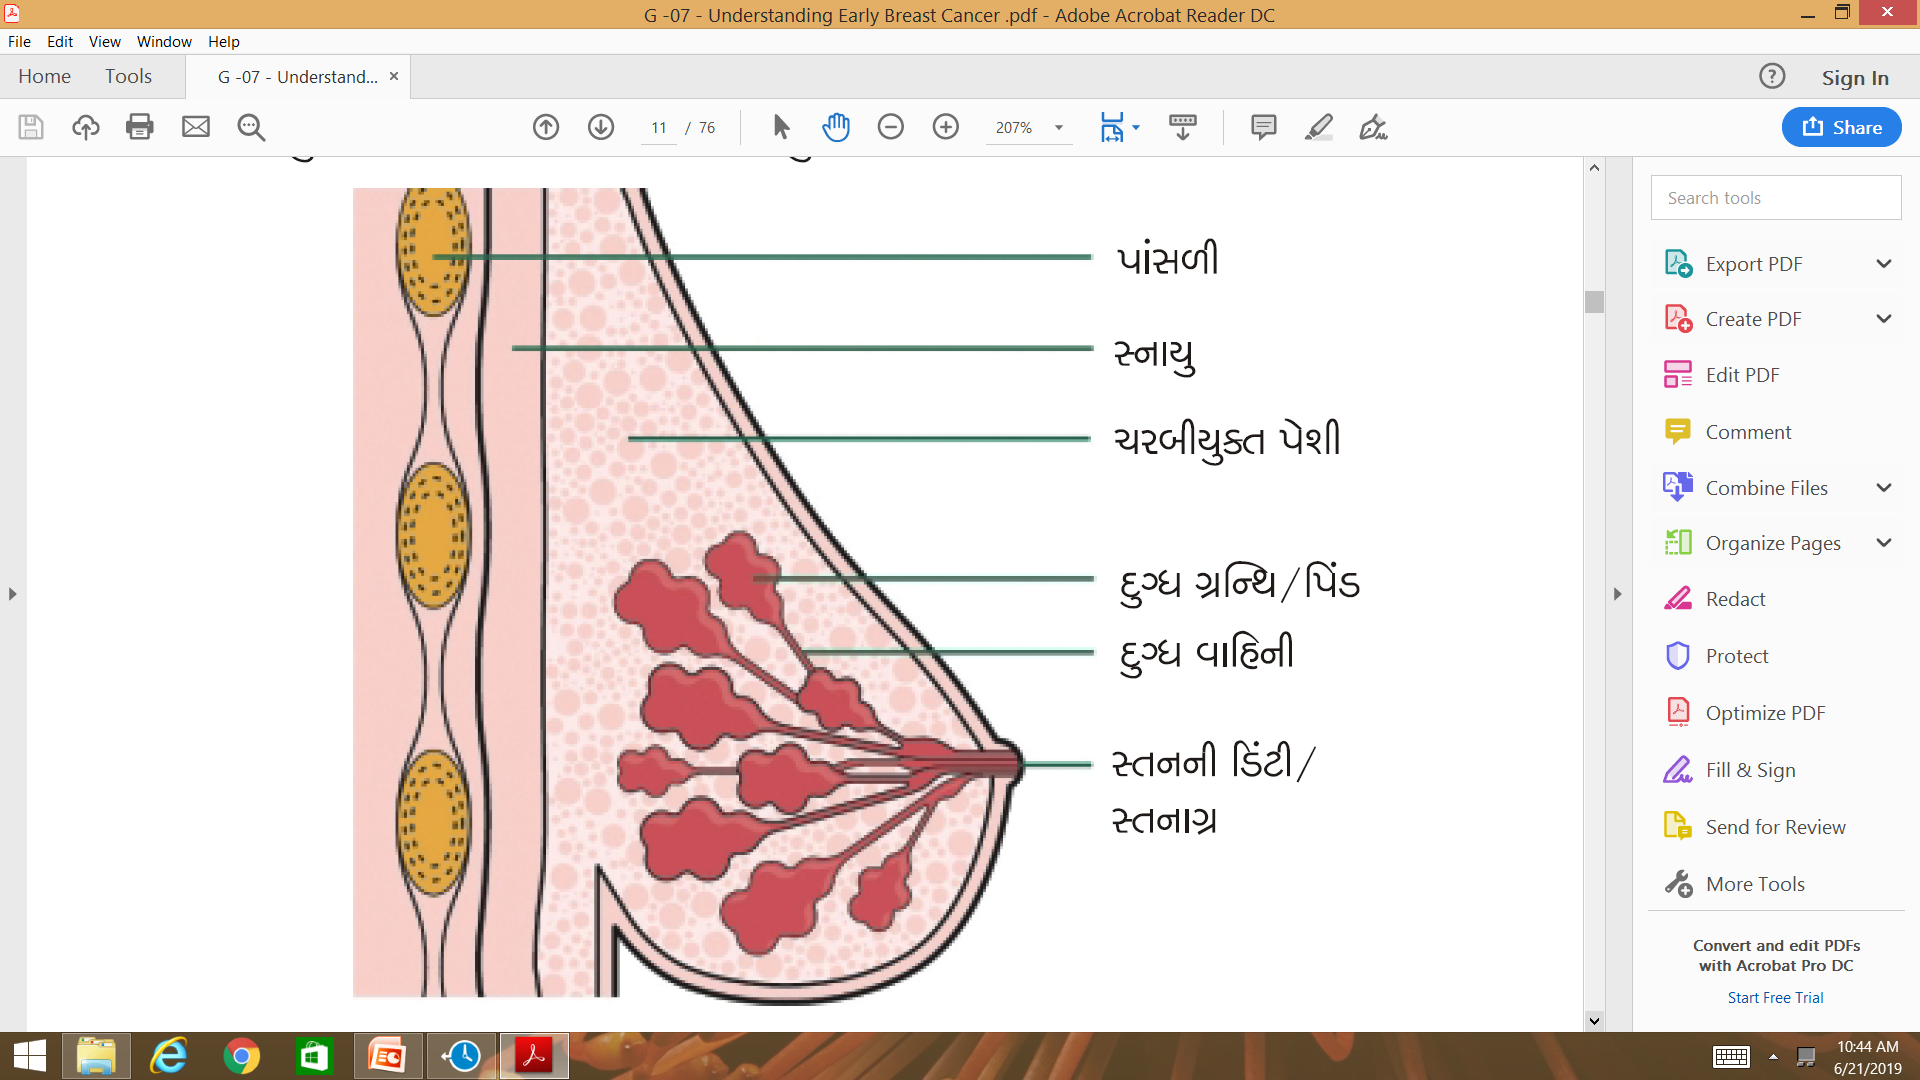 G -07 - Understanding Early Breast Cancer .pdf - Adobe Acrobat Reader DC
File Edit View Window Help
Home Tools G -07 - Understand... × Sign In
11 / 76 207% Share
Search tools
પાંસળી
Export PDF
Create PDF
સ્નાયુ
Edit PDF
ચરબીયુક્ત પેશી
Comment
Combine Files
Organize Pages
દુગ્ધ ગ્રન્થિ/પિંડ
Redact
દુગ્ધ વાહિની
Protect
Optimize PDF
સ્તનની ડિંટી/
સ્તનાગ્ર
Fill & Sign
Send for Review
More Tools
Convert and edit PDFs
with Acrobat Pro DC
Start Free Trial
10:44 AM
6/21/2019